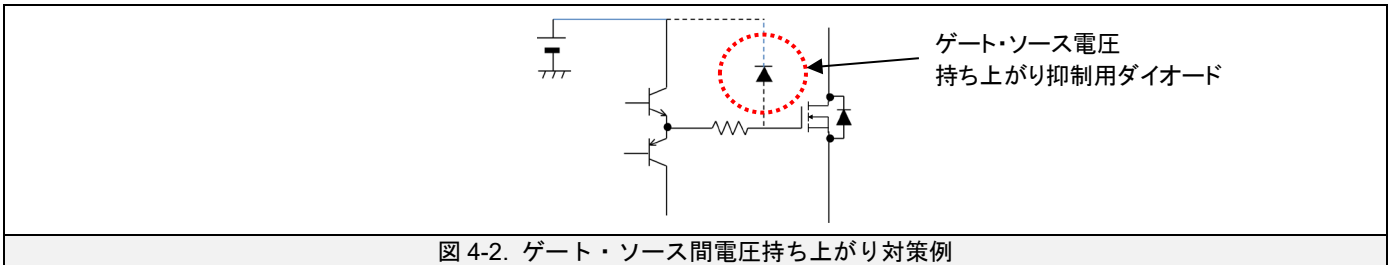 ゲート・ソース電圧
持ち上がり抑制用ダイオード
図 4-2. ゲート・ソース間電圧持ち上がり対策例